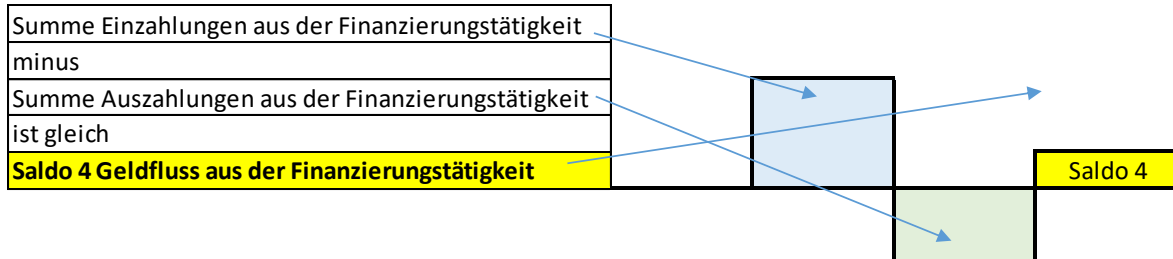 Summe Einzahlungen aus der Finanzierungstätigkeit
minus
Summe Auszahlungen aus der Finanzierungstätigkeit
ist gleich
Saldo 4 Geldfluss aus der Finanzierungstätigkeit
Saldo 4